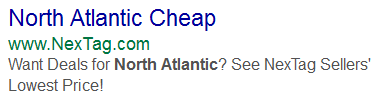 North Atlantic Cheap
www.NexTag.com
Want Deals for North Atlantic? See NexTag Sellers'
Lowest Price!